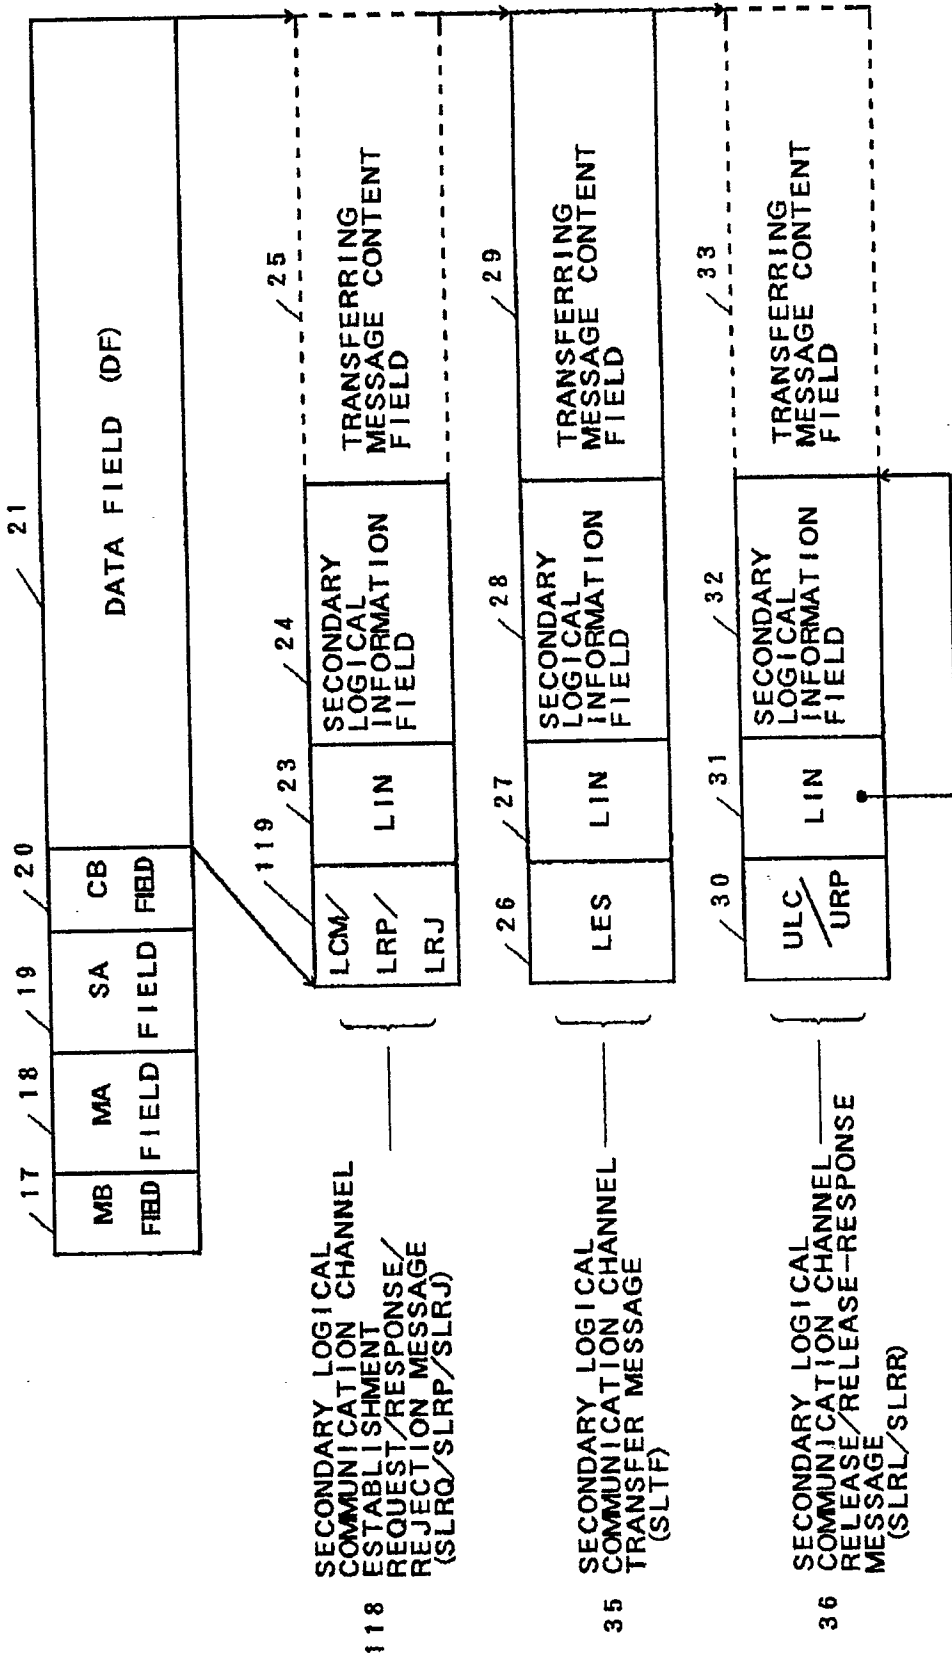 17
18
19
20
21
MB
FIELD
MA
FIELD
SA
FIELD
CB
FIELD
DATA FIELD (DF)
118
SECONDARY LOGICAL
COMMUNICATION CHANNEL
ESTABLISHMENT
REQUEST/RESPONSE/
REJECTION MESSAGE
(SLRQ/SLRP/SLRJ)
119
23
24
25
LCM/
LRP/
LRJ
LIN
SECONDARY
LOGICAL
INFORMATION
FIELD
TRANSFERRING
MESSAGE CONTENT
FIELD
35
SECONDARY LOGICAL
COMMUNICATION CHANNEL
TRANSFER MESSAGE
(SLTF)
26
27
28
29
LES
LIN
SECONDARY
LOGICAL
INFORMATION
FIELD
TRANSFERRING
MESSAGE CONTENT
FIELD
36
SECONDARY LOGICAL
COMMUNICATION CHANNEL
RELEASE/RELEASE-RESPONSE
MESSAGE
(SLRL/SLRR)
30
31
32
33
ULC
/URP
LIN
SECONDARY
LOGICAL
INFORMATION
FIELD
TRANSFERRING
MESSAGE CONTENT
FIELD